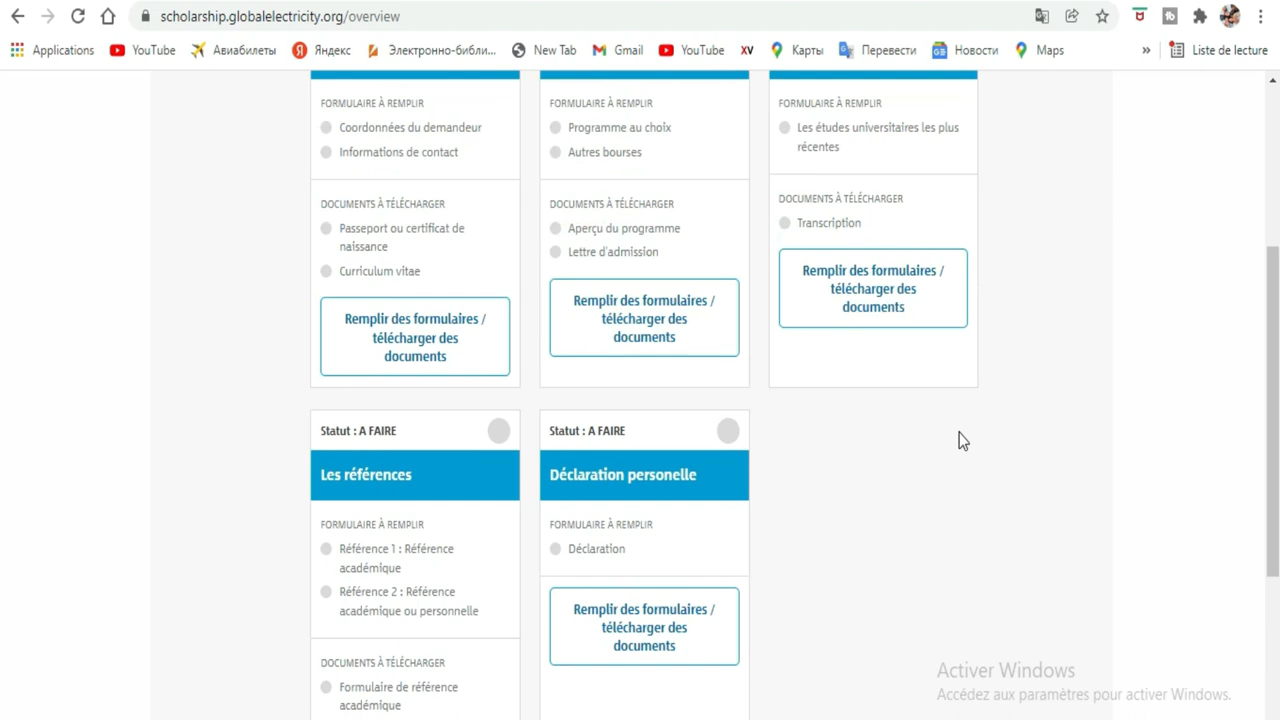 scholarship.globalelectricity.org/overview
Applications
YouTube
Авиабилеты
Яндекс
Электронно-библи...
New Tab
Gmail
YouTube
XV
Карты
Перевести
Новости
Maps
»
Liste de lecture
FORMULAIRE À REMPLIR
Coordonnées du demandeur
Informations de contact
DOCUMENTS À TÉLÉCHARGER
Passeport ou certificat de
naissance
Curriculum vitae
Remplir des formulaires /
télécharger des
documents
FORMULAIRE À REMPLIR
Programme au choix
Autres bourses
DOCUMENTS À TÉLÉCHARGER
Aperçu du programme
Lettre d'admission
Remplir des formulaires /
télécharger des
documents
FORMULAIRE À REMPLIR
Les études universitaires les plus
récentes
DOCUMENTS À TÉLÉCHARGER
Transcription
Remplir des formulaires /
télécharger des
documents
Statut : A FAIRE
Les références
FORMULAIRE À REMPLIR
Référence 1 : Référence
académique
Référence 2 : Référence
académique ou personnelle
DOCUMENTS À TÉLÉCHARGER
Formulaire de référence
académique
Statut : A FAIRE
Déclaration personelle
FORMULAIRE À REMPLIR
Déclaration
Remplir des formulaires /
télécharger des
documents
Activer Windows
Accédez aux paramètres pour activer Windows.